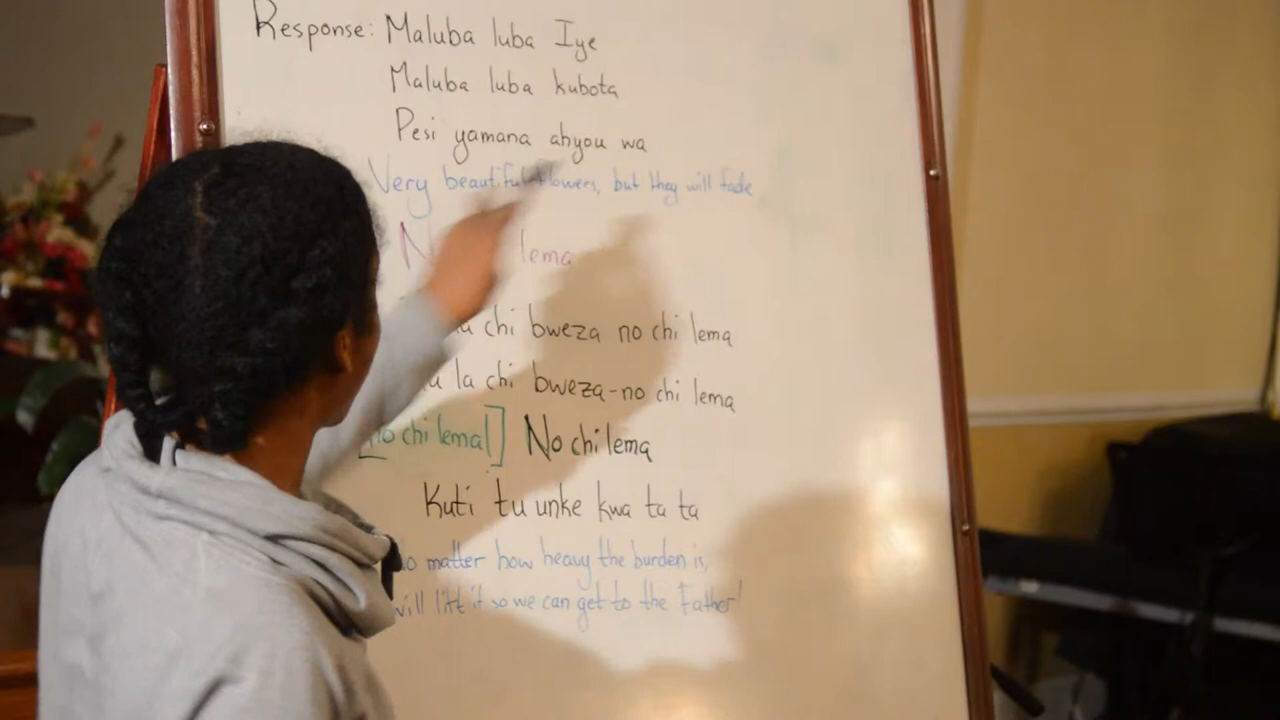 Response: Maluba luba Iye
Maluba luba kubota
Pesi yamana abyou wa
Very beautiful flowers, but they will fade
lema
chi bweza no chi lema
la chi bweza-no chi lema
[no chi lema!] No chi lema
Kuti tu unke kwa ta ta
matter how heavy the burden is,
will lift it so we can get to the Father!